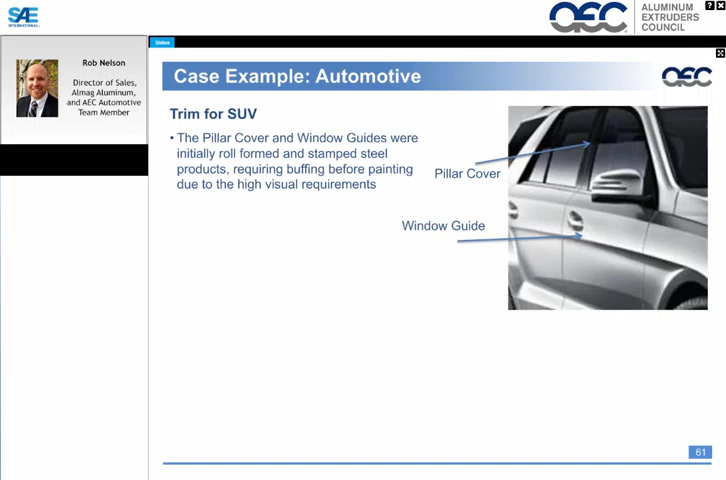 SAE
INTERNATIONAL
AEC
ALUMINUM
EXTRUDERS
COUNCIL
?
Slides
Rob Nelson
Director of Sales,
Almag Aluminum,
and AEC Automotive
Team Member
Case Example: Automotive
AEC
Trim for SUV
• The Pillar Cover and Window Guides were
initially roll formed and stamped steel
products, requiring buffing before painting
due to the high visual requirements
Pillar Cover
Window Guide
61